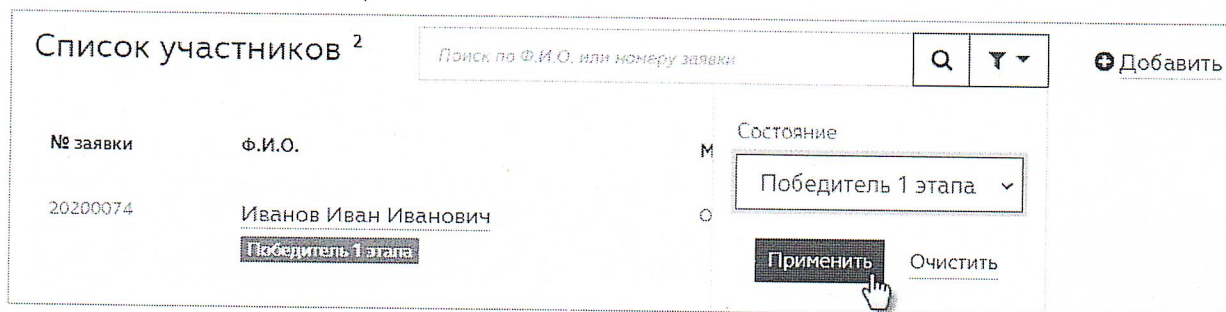 Список участников 2
Поиск по Ф.И.О. или номеру заявки
Добавить
Состояние
№ заявки Ф.И.О. М
Победитель 1 этапа
20200074 Иванов Иван Иванович О
Победитель 1 этапа
Применить Очистить